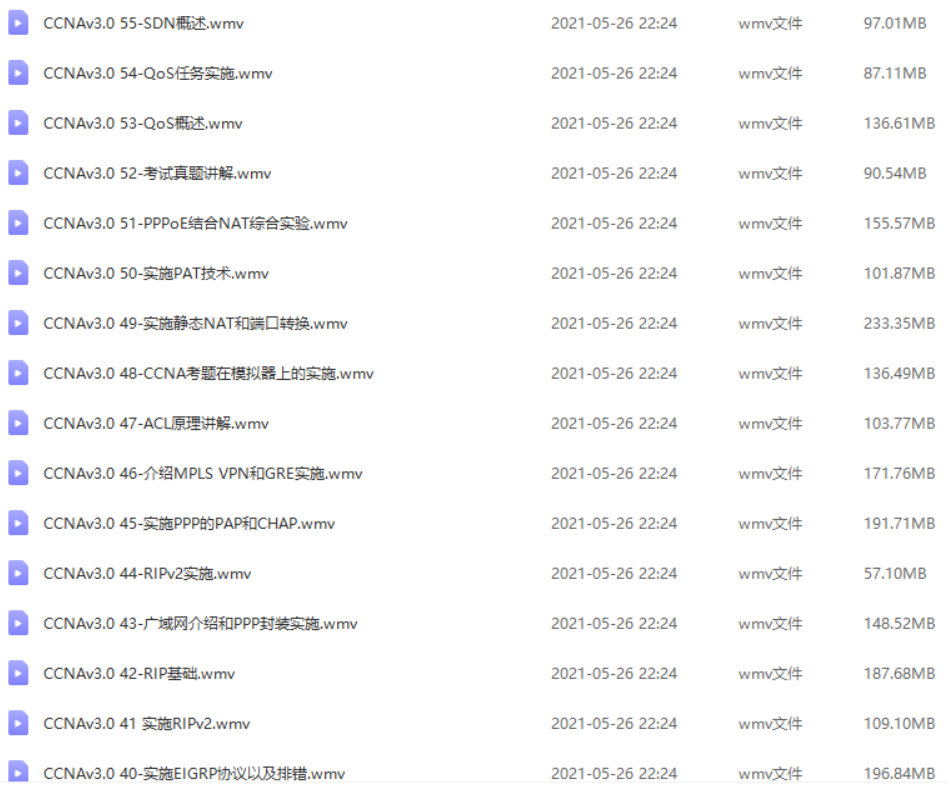 CCNAv3.0 55-SDN概述.wmv 2021-05-26 22:24 wmv文件 97.01MB
CCNAv3.0 54-QoS任务实施.wmv 2021-05-26 22:24 wmv文件 87.11MB
CCNAv3.0 53-QoS概述.wmv 2021-05-26 22:24 wmv文件 136.61MB
CCNAv3.0 52-考试真题讲解.wmv 2021-05-26 22:24 wmv文件 90.54MB
CCNAv3.0 51-PPPoE结合NAT综合实验.wmv 2021-05-26 22:24 wmv文件 155.57MB
CCNAv3.0 50-实施PAT技术.wmv 2021-05-26 22:24 wmv文件 101.87MB
CCNAv3.0 49-实施静态NAT和端口转换.wmv 2021-05-26 22:24 wmv文件 233.35MB
CCNAv3.0 48-CCNA考题在模拟器上的实施.wmv 2021-05-26 22:24 wmv文件 136.49MB
CCNAv3.0 47-ACL原理讲解.wmv 2021-05-26 22:24 wmv文件 103.77MB
CCNAv3.0 46-介绍MPLS VPN和GRE实施.wmv 2021-05-26 22:24 wmv文件 171.76MB
CCNAv3.0 45-实施PPP的PAP和CHAP.wmv 2021-05-26 22:24 wmv文件 191.71MB
CCNAv3.0 44-RIPv2实施.wmv 2021-05-26 22:24 wmv文件 57.10MB
CCNAv3.0 43-广域网介绍和PPP封装实施.wmv 2021-05-26 22:24 wmv文件 148.52MB
CCNAv3.0 42-RIP基础.wmv 2021-05-26 22:24 wmv文件 187.68MB
CCNAv3.0 41 实施RIPv2.wmv 2021-05-26 22:24 wmv文件 109.10MB
CCNAv3.0 40-实施EIGRP协议以及排错.wmv 2021-05-26 22:24 wmv文件 196.84MB